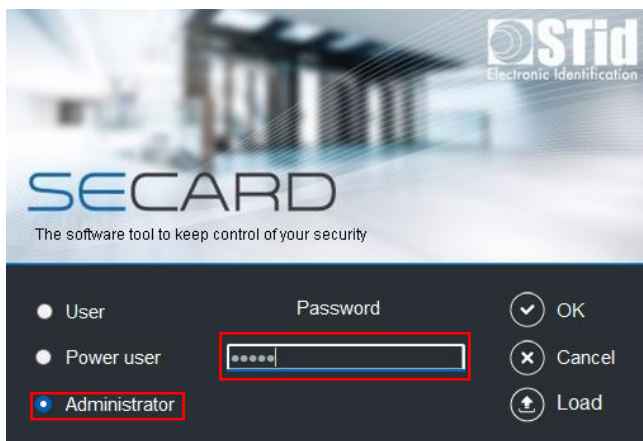 STid
Electronic Identification
SECARD
The software tool to keep control of your security
User
Password
OK
Power user
•••••
Cancel
Administrator
Load